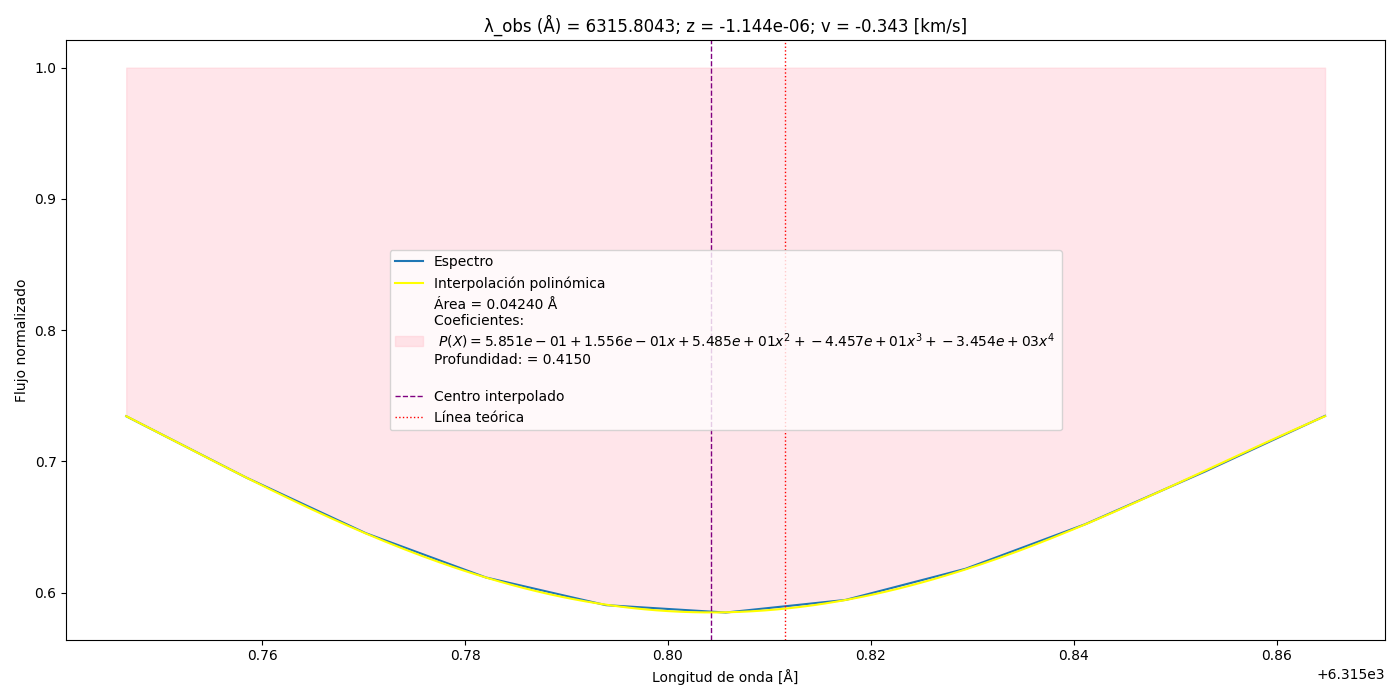 λ_obs (Å) = 6315.8043; z = -1.144e-06; v = -0.343 [km/s]
1.0
0.9
0.8
0.7
0.6
Flujo normalizado
Espectro
Interpolación polinómica
Área = 0.04240 Å
Coeficientes:
P(X) = 5.851e − 01 + 1.556e − 01x + 5.485e + 01x² + −4.457e + 01x³ + −3.454e + 03x⁴
Profundidad: = 0.4150
Centro interpolado
Línea teórica
0.76 0.78 0.80 0.82 0.84 0.86
+6.315e3
Longitud de onda [Å]